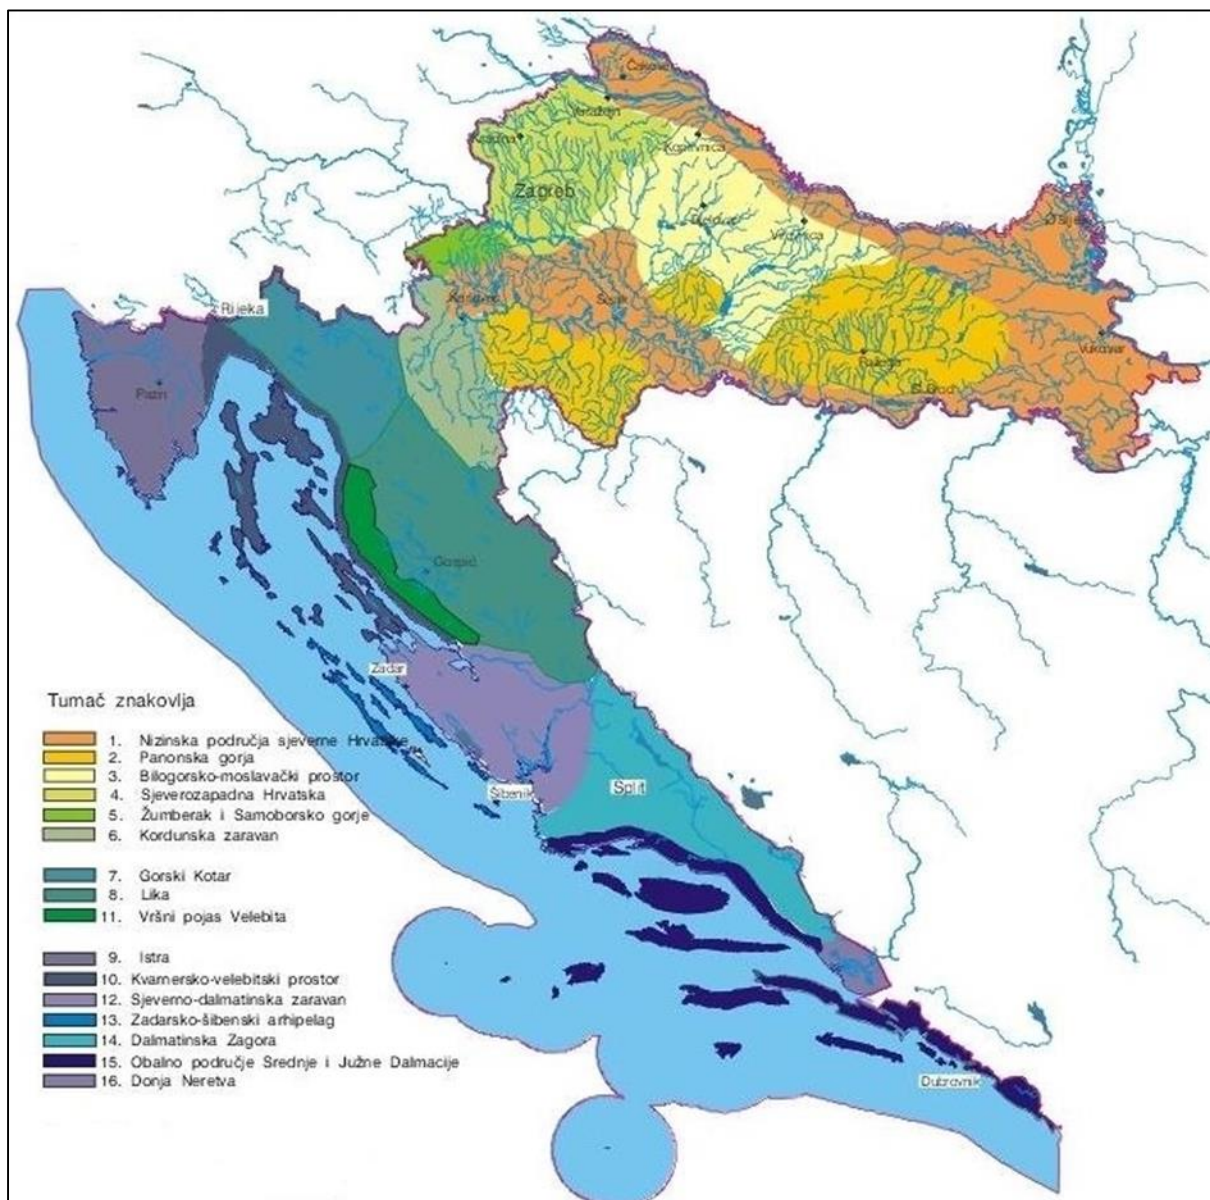 Čakovec
Varaždin
Krapina
Koprivnica
Zagreb
Bjelovar
Virovitica
Osijek
Karlovac
Sisak
Rijeka
Vukovar
Požega
Sl. Brod
Pazin
Gospić
Zadar
Šibenik
Split
Dubrovnik
Tumač znakovlja
1. Nizinska područja sjeverne Hrvatske
2. Panonska gorja
3. Bilogorsko-moslavački prostor
4. Sjeverozapadna Hrvatska
5. Žumberak i Samoborsko gorje
6. Kordunska zaravan
7. Gorski Kotar
8. Lika
11. Vršni pojas Velebita
9. Istra
10. Kvarnersko-velebitski prostor
12. Sjeverno-dalmatinska zaravan
13. Zadarsko-šibenski arhipelag
14. Dalmatinska Zagora
15. Obalno područje Srednje i Južne Dalmacije
16. Donja Neretva